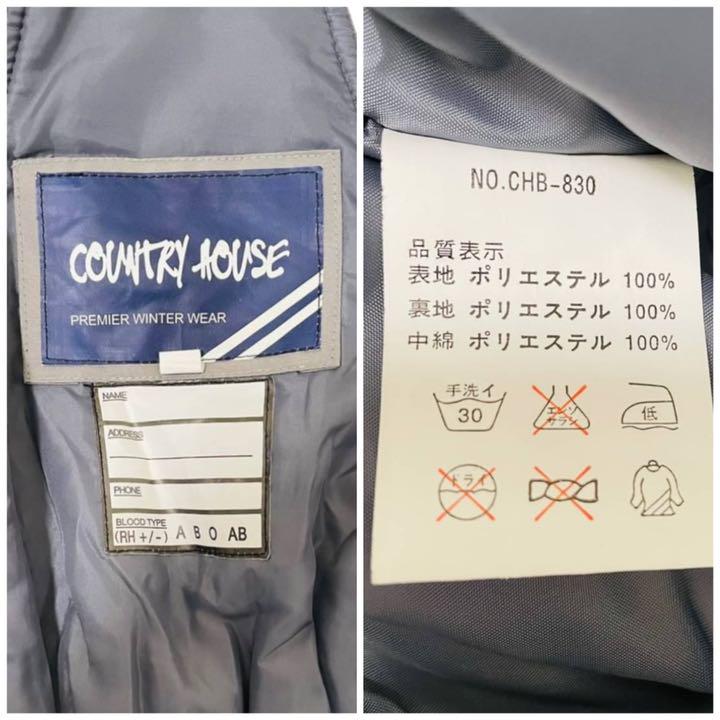 COUNTRY HOUSE
PREMIER WINTER WEAR
NAME
ADDRESS
PHONE
BLOOD TYPE
(RH +/-) A B O AB
NO.CHB-830
品質表示
表地 ポリエステル 100%
裏地 ポリエステル 100%
中綿 ポリエステル 100%
手洗イ
30
エンソ
サラシ
低
ドライ